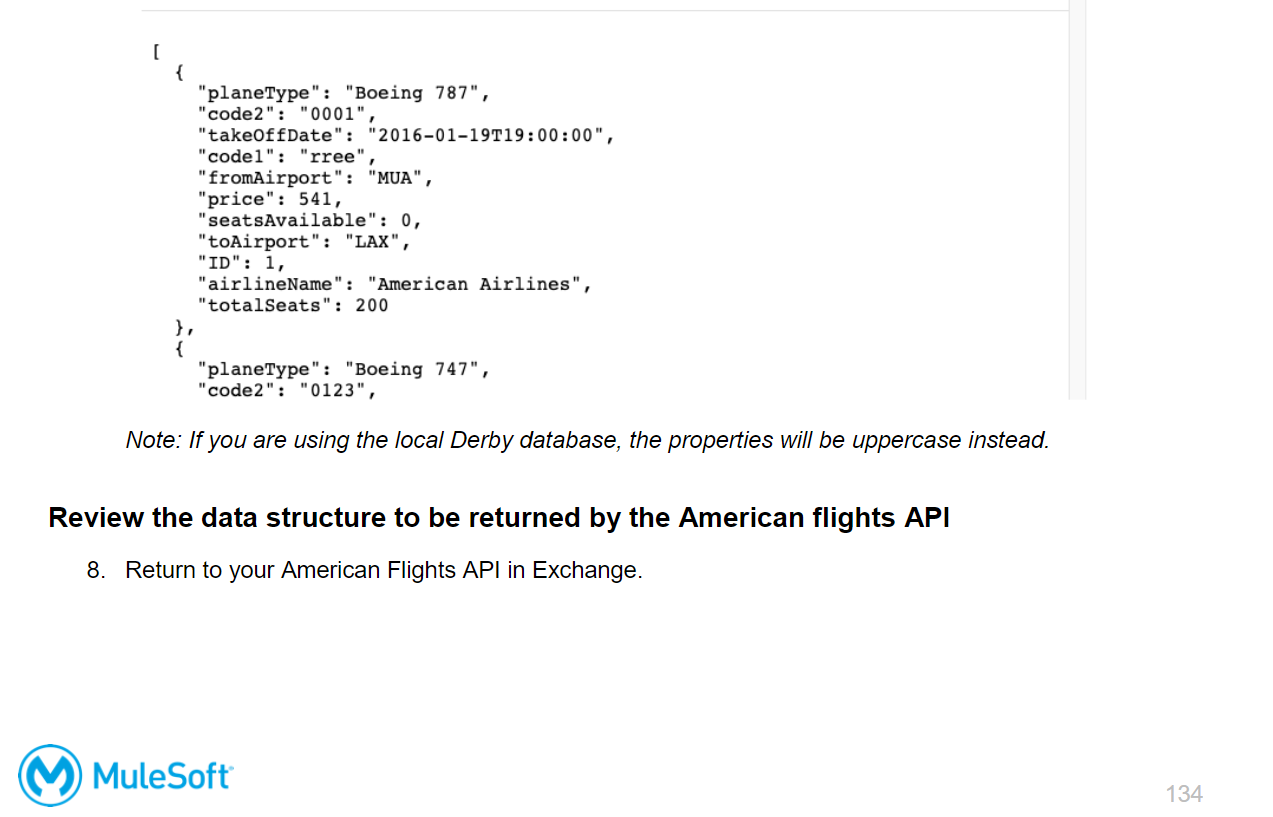 [
{
"planeType": "Boeing 787",
"code2": "0001",
"takeOffDate": "2016-01-19T19:00:00",
"code1": "rree",
"fromAirport": "MUA",
"price": 541,
"seatsAvailable": 0,
"toAirport": "LAX",
"ID": 1,
"airlineName": "American Airlines",
"totalSeats": 200
},
{
"planeType": "Boeing 747",
"code2": "0123",
Note: If you are using the local Derby database, the properties will be uppercase instead.
Review the data structure to be returned by the American flights API
8. Return to your American Flights API in Exchange.
MuleSoft
134